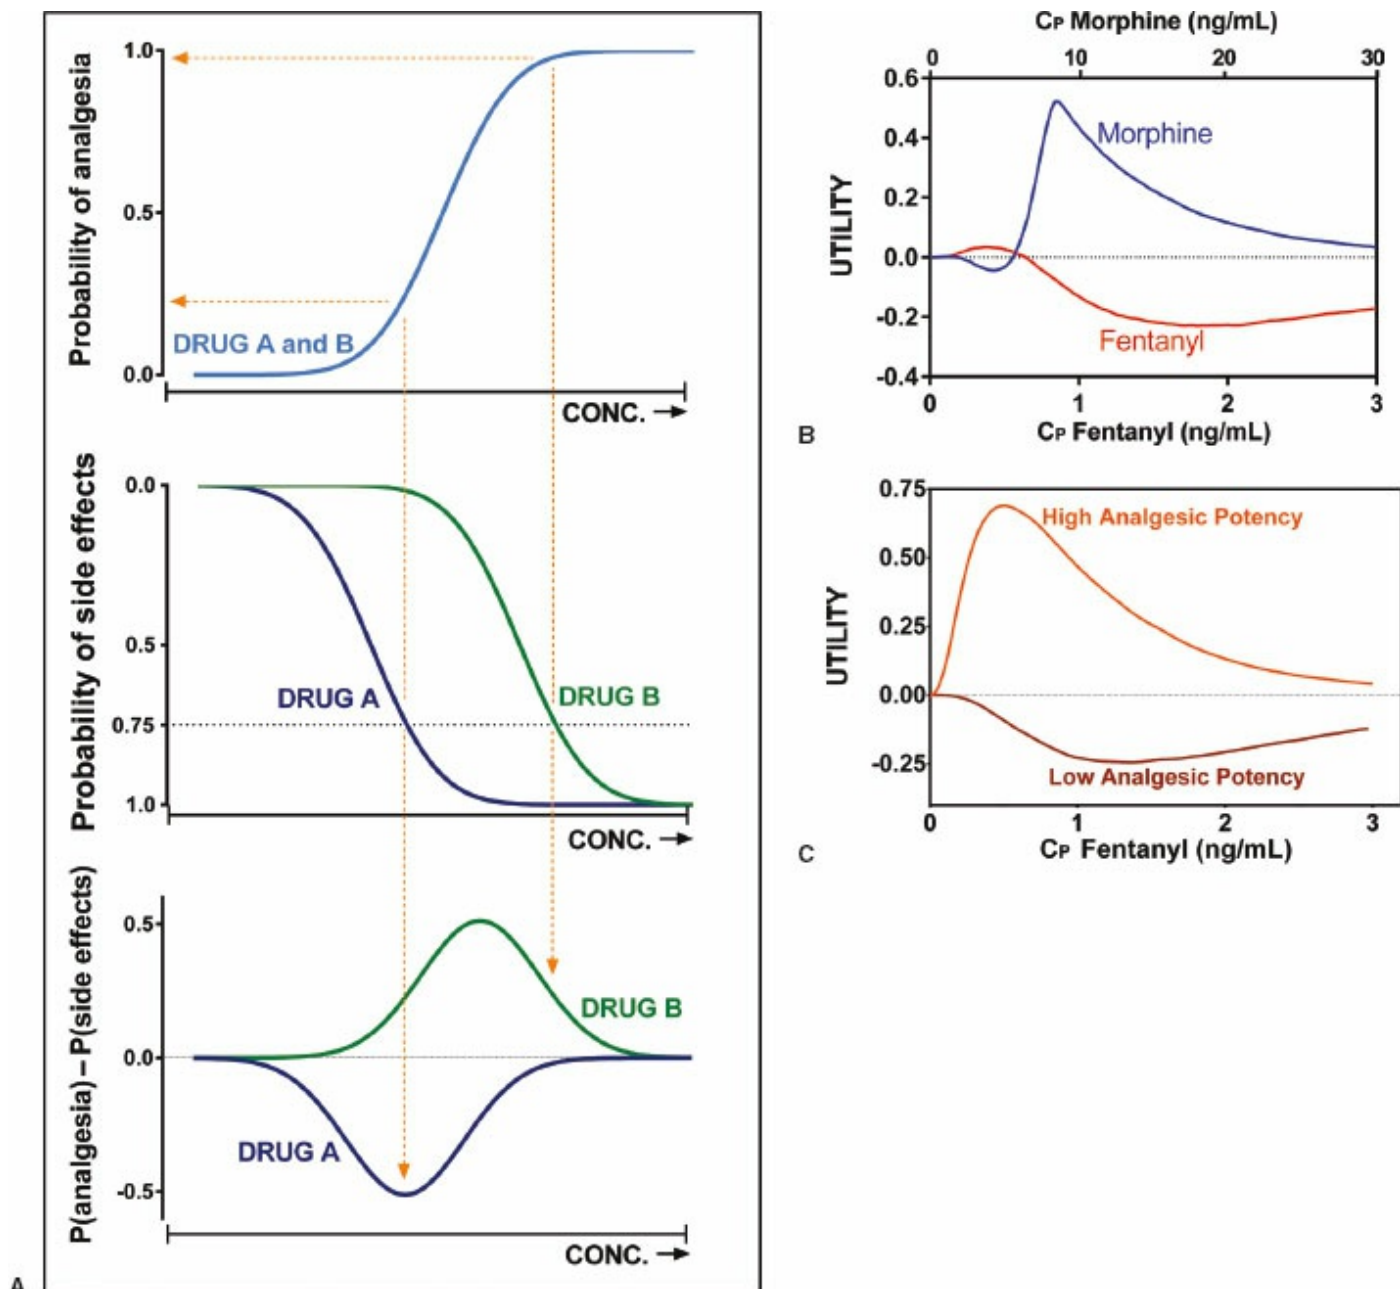 Probability of analgesia
1.0
0.5
0.0
DRUG A and B
CONC.
Probability of side effects
0.0
0.5
0.75
1.0
DRUG A
DRUG B
CONC.
P(analgesia) – P(side effects)
0.5
0.0
-0.5
DRUG B
DRUG A
CONC.
A
CP Morphine (ng/mL)
0 10 20 30
UTILITY
0.6
0.4
0.2
0.0
-0.2
-0.4
Morphine
Fentanyl
0 1 2 3
CP Fentanyl (ng/mL)
B
UTILITY
0.75
0.50
0.25
0.00
-0.25
High Analgesic Potency
Low Analgesic Potency
0 1 2 3
CP Fentanyl (ng/mL)
C